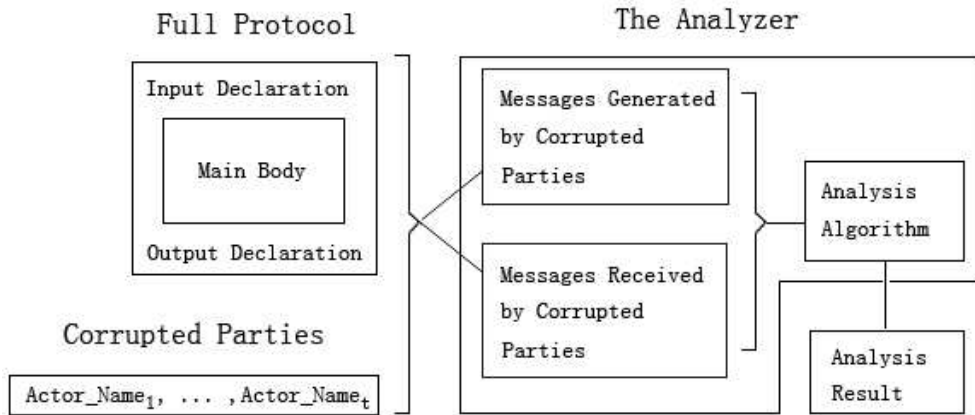 Full Protocol
Input Declaration
Main Body
Output Declaration
Corrupted Parties
Actor_Name1, ... ,Actor_Namet
The Analyzer
Messages Generated
by Corrupted
Parties
Messages Received
by Corrupted
Parties
Analysis
Algorithm
Analysis
Result